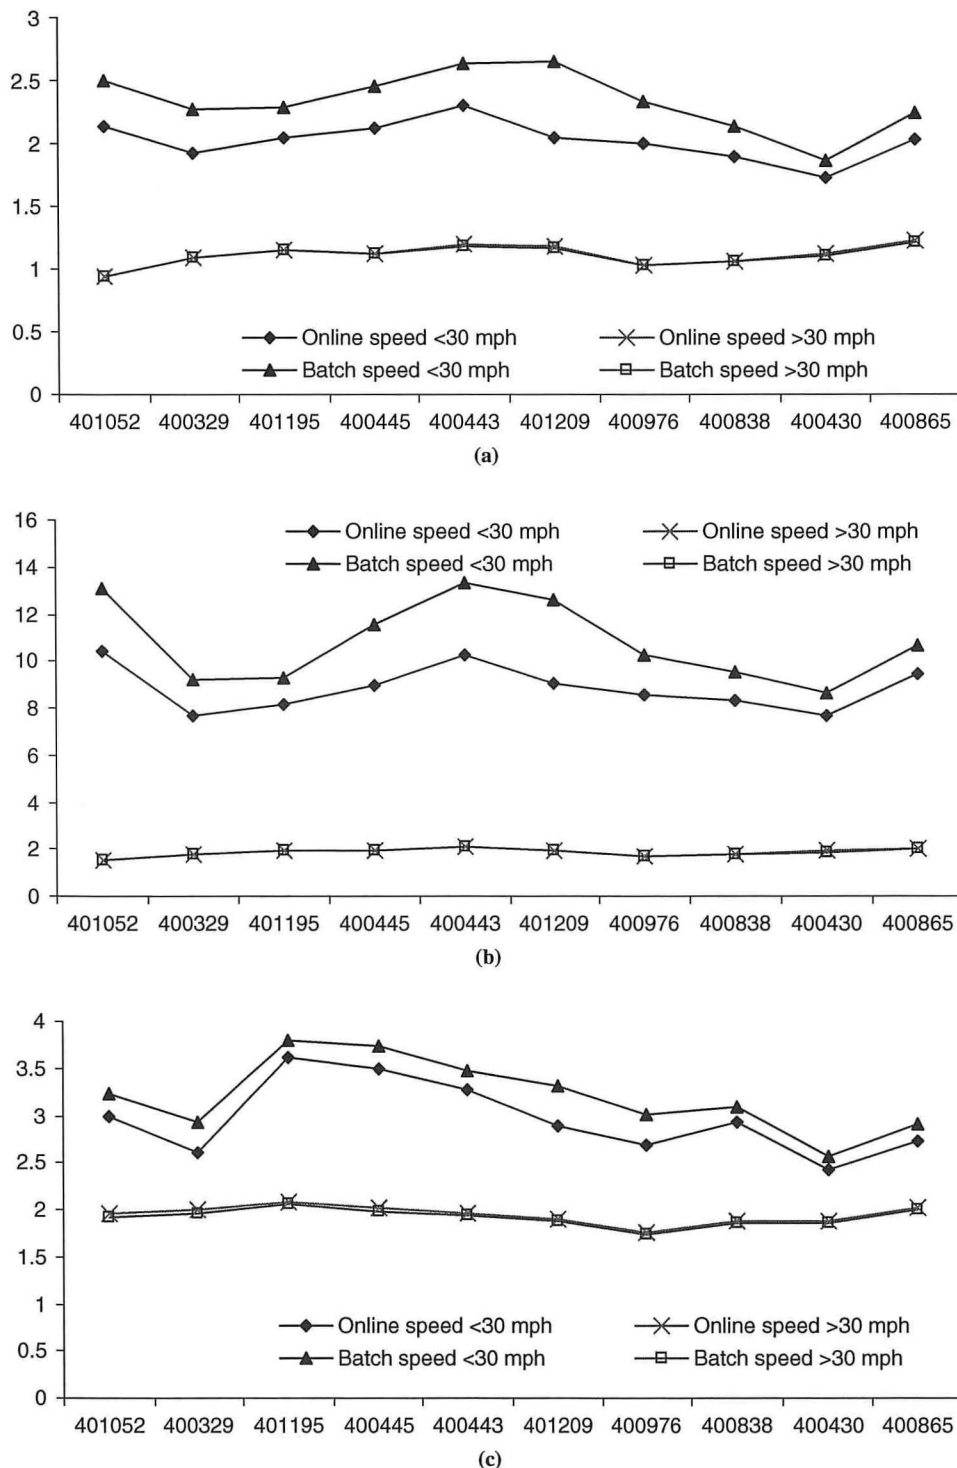 3
2.5
2
1.5
1
0.5
0
Online speed <30 mph
Online speed >30 mph
Batch speed <30 mph
Batch speed >30 mph
401052 400329 401195 400445 400443 401209 400976 400838 400430 400865
(a)
16
14
12
10
8
6
4
2
0
Online speed <30 mph
Online speed >30 mph
Batch speed <30 mph
Batch speed >30 mph
401052 400329 401195 400445 400443 401209 400976 400838 400430 400865
(b)
4
3.5
3
2.5
2
1.5
1
0.5
0
Online speed <30 mph
Online speed >30 mph
Batch speed <30 mph
Batch speed >30 mph
401052 400329 401195 400445 400443 401209 400976 400838 400430 400865
(c)